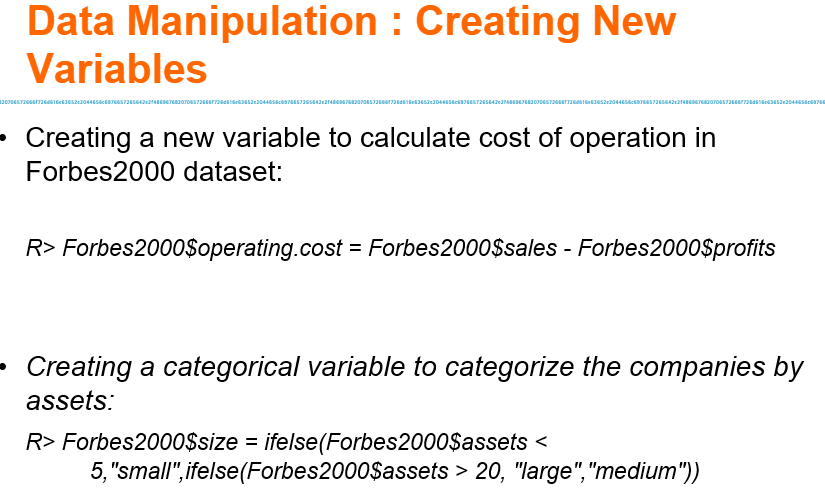 Data Manipulation : Creating New
Variables
• Creating a new variable to calculate cost of operation in
Forbes2000 dataset:
R> Forbes2000$operating.cost = Forbes2000$sales - Forbes2000$profits
• Creating a categorical variable to categorize the companies by
assets:
R> Forbes2000$size = ifelse(Forbes2000$assets <
5,"small",ifelse(Forbes2000$assets > 20, "large","medium"))